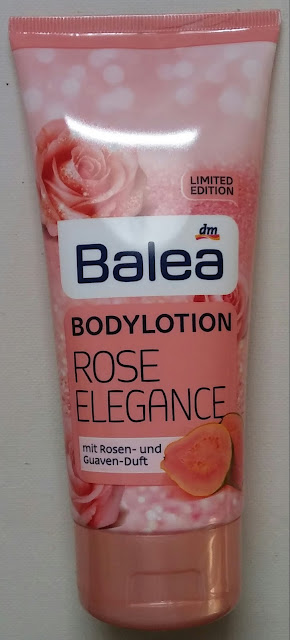 LIMITED
EDITION
dm
Balea
BODYLOTION
ROSE
ELEGANCE
mit Rosen- und
Guaven-Duft